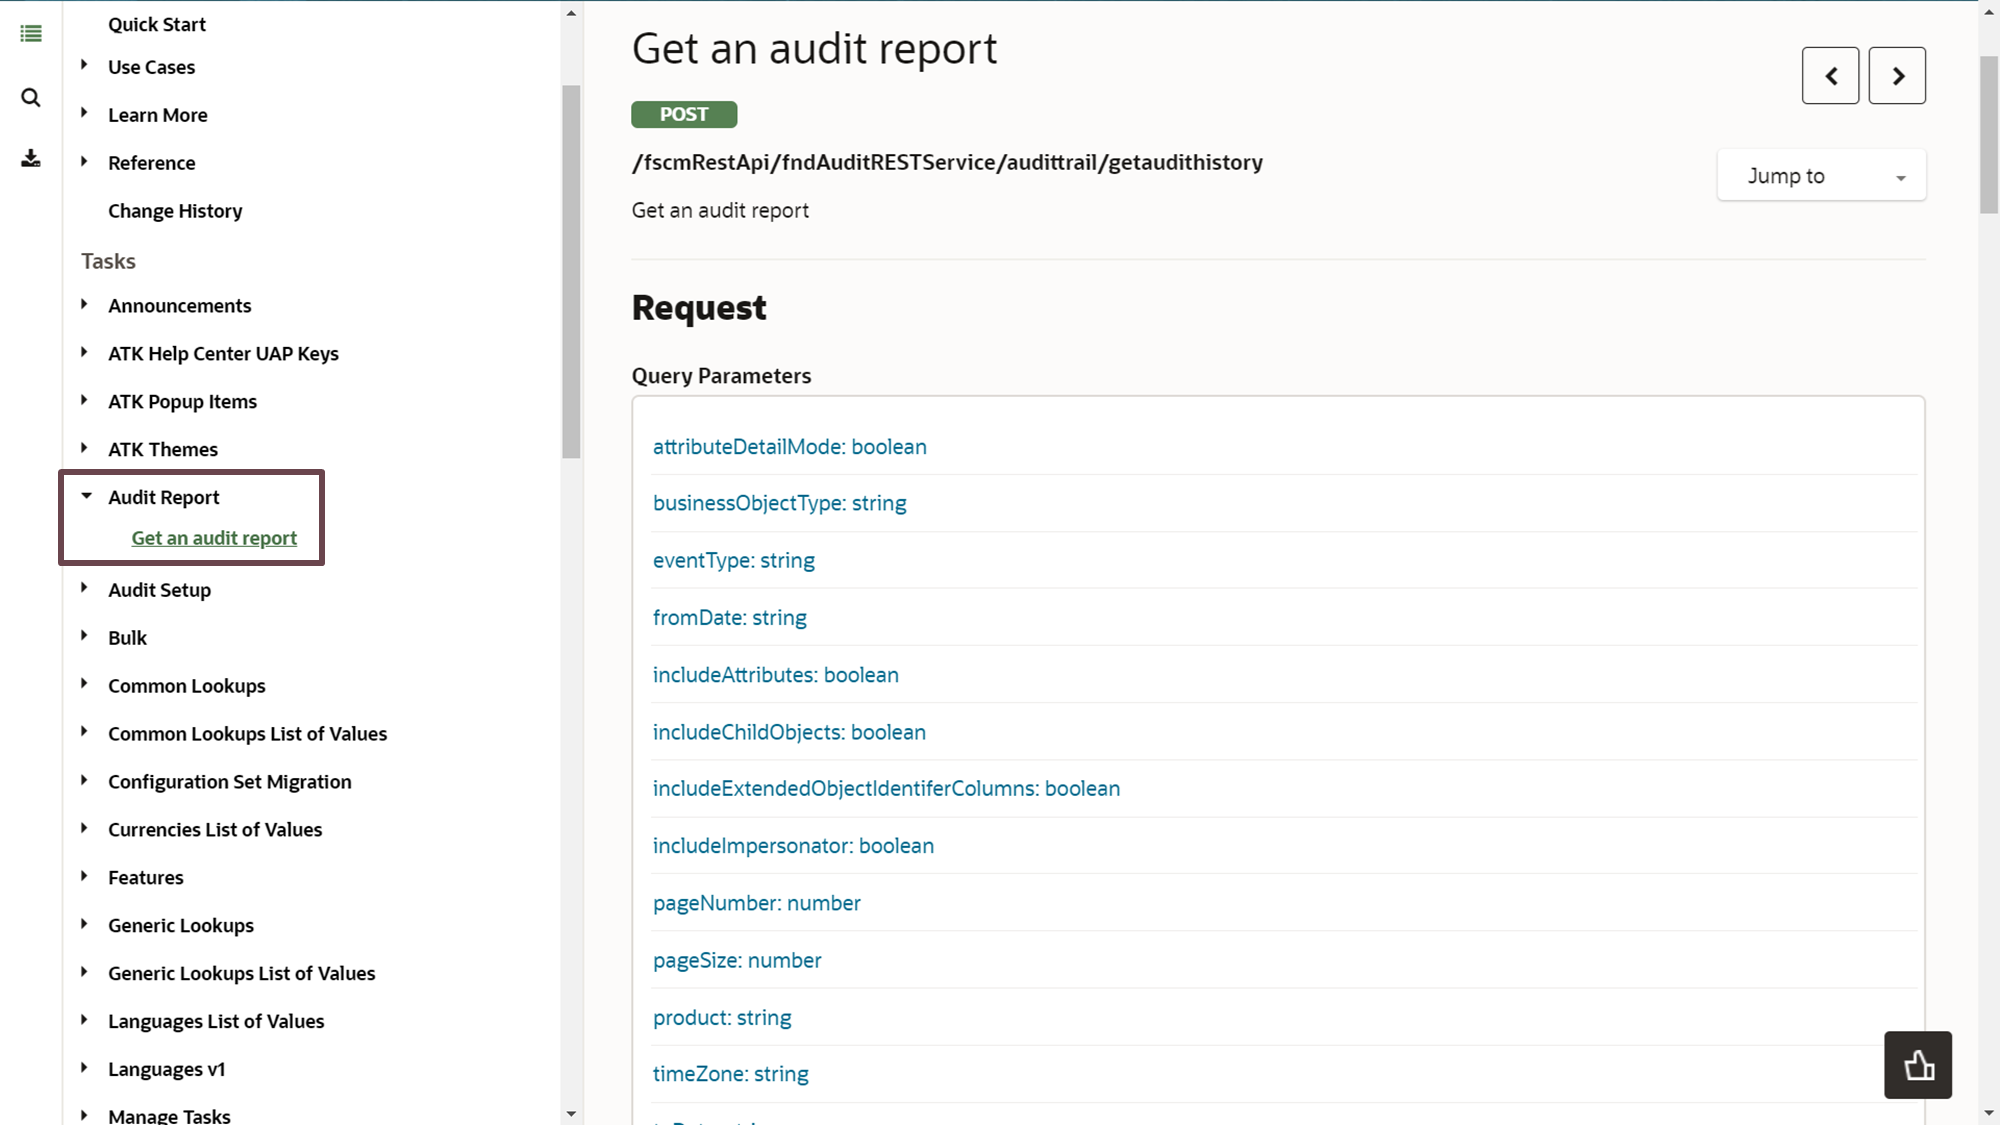 Quick Start
Use Cases
Learn More
Reference
Change History
Tasks
Announcements
ATK Help Center UAP Keys
ATK Popup Items
ATK Themes
Audit Report
Get an audit report
Audit Setup
Bulk
Common Lookups
Common Lookups List of Values
Configuration Set Migration
Currencies List of Values
Features
Generic Lookups
Generic Lookups List of Values
Languages List of Values
Languages v1
Manage Tasks
Get an audit report
POST
/fscmRestApi/fndAuditRESTService/audittrail/getaudithistory
Jump to
Get an audit report
Request
Query Parameters
attributeDetailMode: boolean
businessObjectType: string
eventType: string
fromDate: string
includeAttributes: boolean
includeChildObjects: boolean
includeExtendedObjectIdentiferColumns: boolean
includeImpersonator: boolean
pageNumber: number
pageSize: number
product: string
timeZone: string